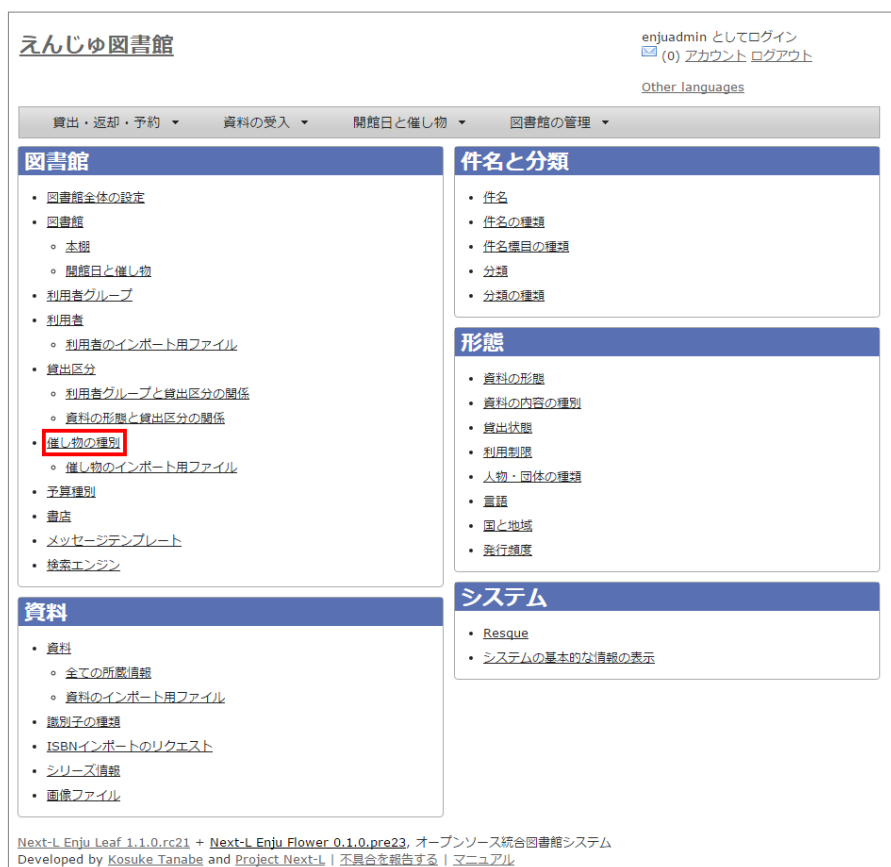 えんじゅ図書館
enjuadmin としてログイン
(0) アカウント ログアウト
Other languages
貸出・返却・予約 ▼ 資料の受入 ▼ 開館日と催し物 ▼ 図書館の管理 ▼
図書館
• 図書館全体の設定
• 図書館
◦ 本棚
◦ 開館日と催し物
• 利用者グループ
• 利用者
◦ 利用者のインポート用ファイル
• 貸出区分
◦ 利用者グループと貸出区分の関係
◦ 資料の形態と貸出区分の関係
• 催し物の種別
◦ 催し物のインポート用ファイル
• 予算種別
• 書店
• メッセージテンプレート
• 検索エンジン
資料
• 資料
◦ 全ての所蔵情報
◦ 資料のインポート用ファイル
• 識別子の種類
• ISBNインポートのリクエスト
• シリーズ情報
• 画像ファイル
件名と分類
• 件名
• 件名の種類
• 件名標目の種類
• 分類
• 分類の種類
形態
• 資料の形態
• 資料の内容の種別
• 貸出状態
• 利用制限
• 人物・団体の種類
• 言語
• 国と地域
• 発行頻度
システム
• Resque
• システムの基本的な情報の表示
Next-L Enju Leaf 1.1.0.rc21 + Next-L Enju Flower 0.1.0.pre23, オープンソース統合図書館システム
Developed by Kosuke Tanabe and Project Next-L | 不具合を報告する | マニュアル